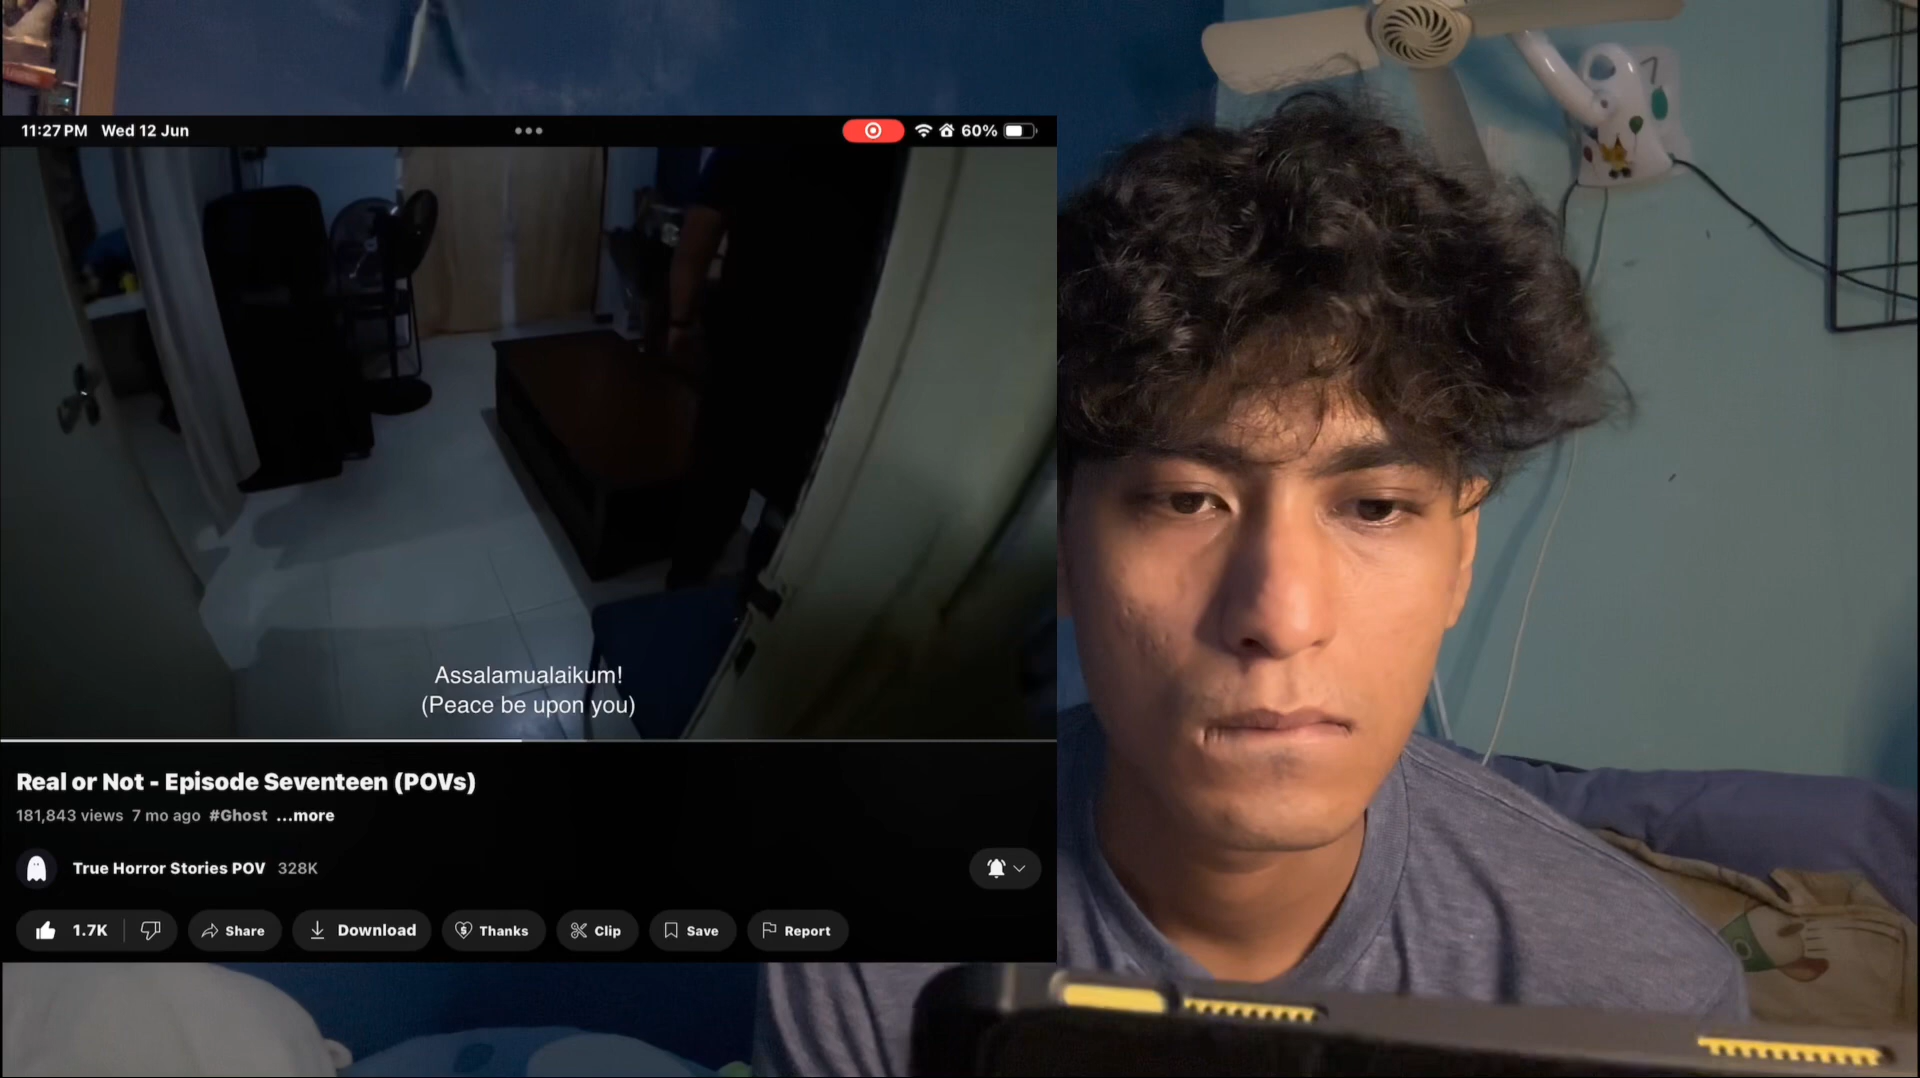 11:27 PM Wed 12 Jun
60%
Assalamualaikum!
(Peace be upon you)
Real or Not - Episode Seventeen (POVs)
181,843 views 7 mo ago #Ghost ...more
True Horror Stories POV 328K
1.7K Share Download Thanks Clip Save Report